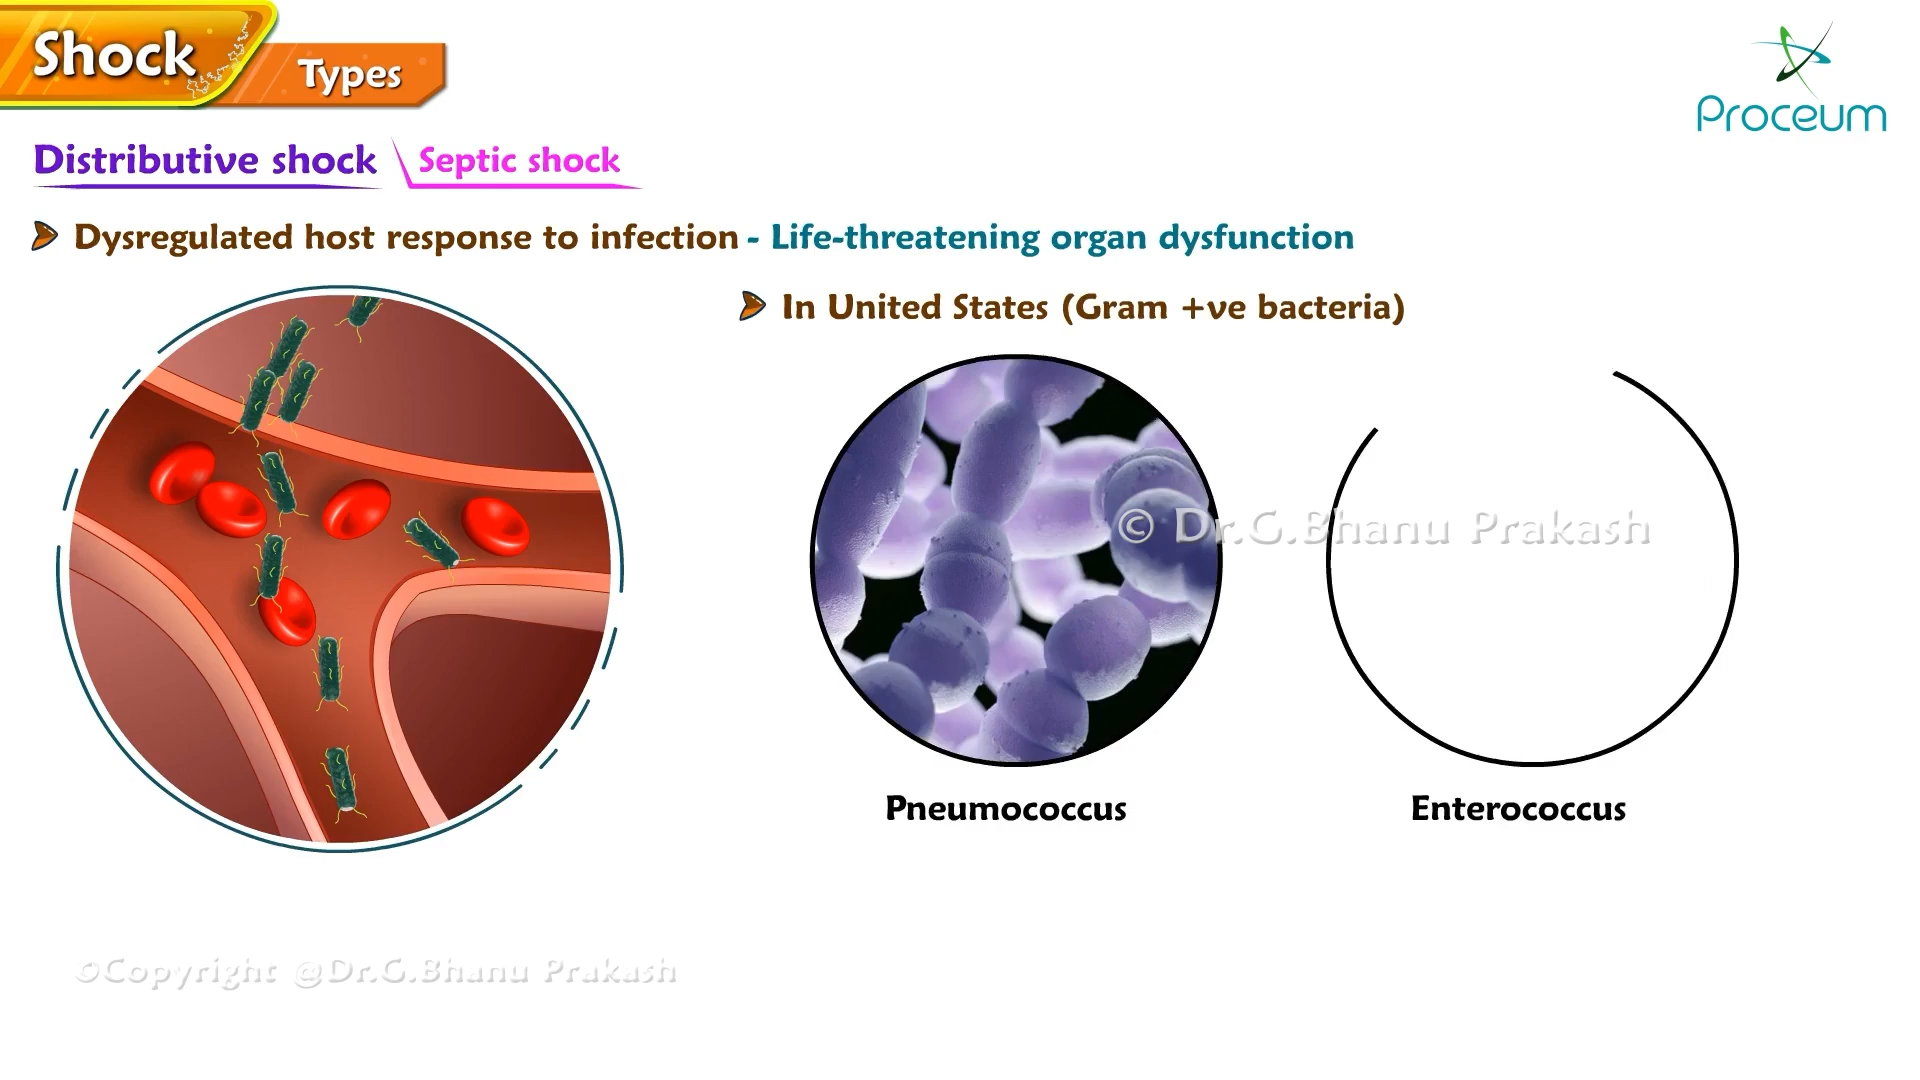 Shock
Types
Proceum
Distributive shock
Septic shock
Dysregulated host response to infection - Life-threatening organ dysfunction
In United States (Gram +ve bacteria)
© Dr.G.Bhanu Prakash
Pneumococcus
Enterococcus
©Copyright @Dr.G.Bhanu Prakash